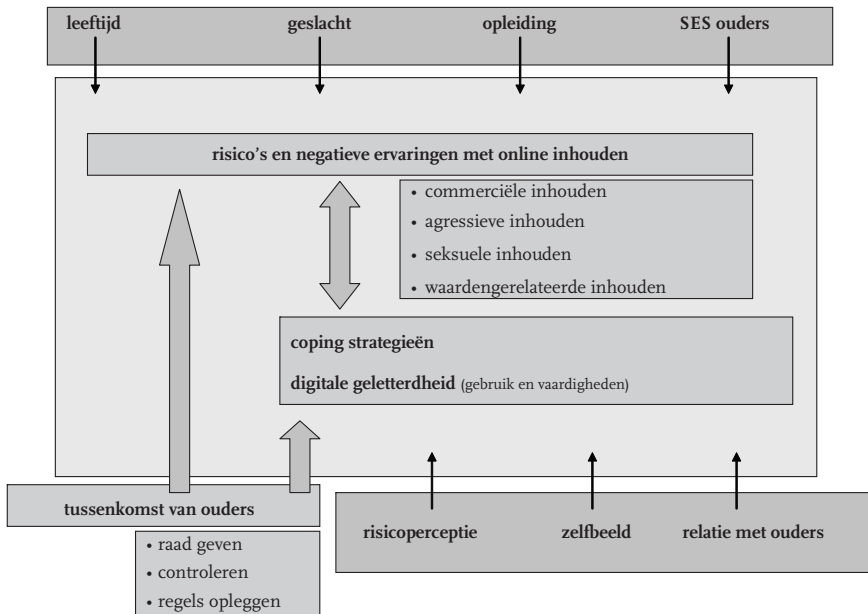 leeftijd geslacht opleiding SES ouders
risico's en negatieve ervaringen met online inhouden
• commerciële inhouden
• agressieve inhouden
• seksuele inhouden
• waardengerelateerde inhouden
coping strategieën
digitale geletterdheid (gebruik en vaardigheden)
tussenkomst van ouders
• raad geven
• controleren
• regels opleggen
risicoperceptie zelfbeeld relatie met ouders